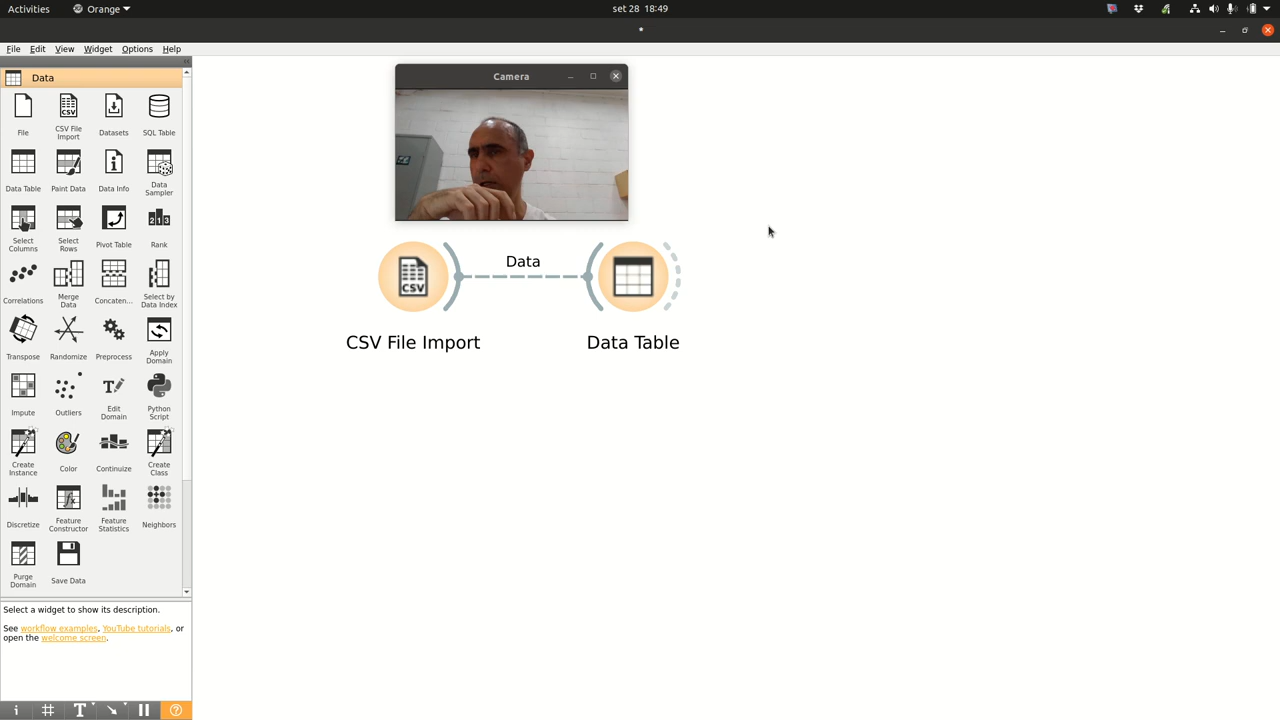 Activities
Orange
set 28 18:49
*
File Edit View Widget Options Help
Data
File
CSV File
Import
Datasets
SQL Table
CSV
Data Table
Paint Data
Data Info
Data
Sampler
Select
Columns
Select
Rows
Pivot Table
Rank
Correlations
Merge
Data
Concaten...
Select by
Data Index
Transpose
Randomize
Preprocess
Apply
Domain
Impute
Outliers
Edit
Domain
Python
Script
Create
Instance
Color
Continuize
Create
Class
Discretize
Feature
Constructor
Feature
Statistics
Neighbors
Purge
Domain
Save Data
Select a widget to show its description.
See workflow examples, YouTube tutorials, or
open the welcome screen.
Camera
Data
CSV
CSV File Import
Data Table